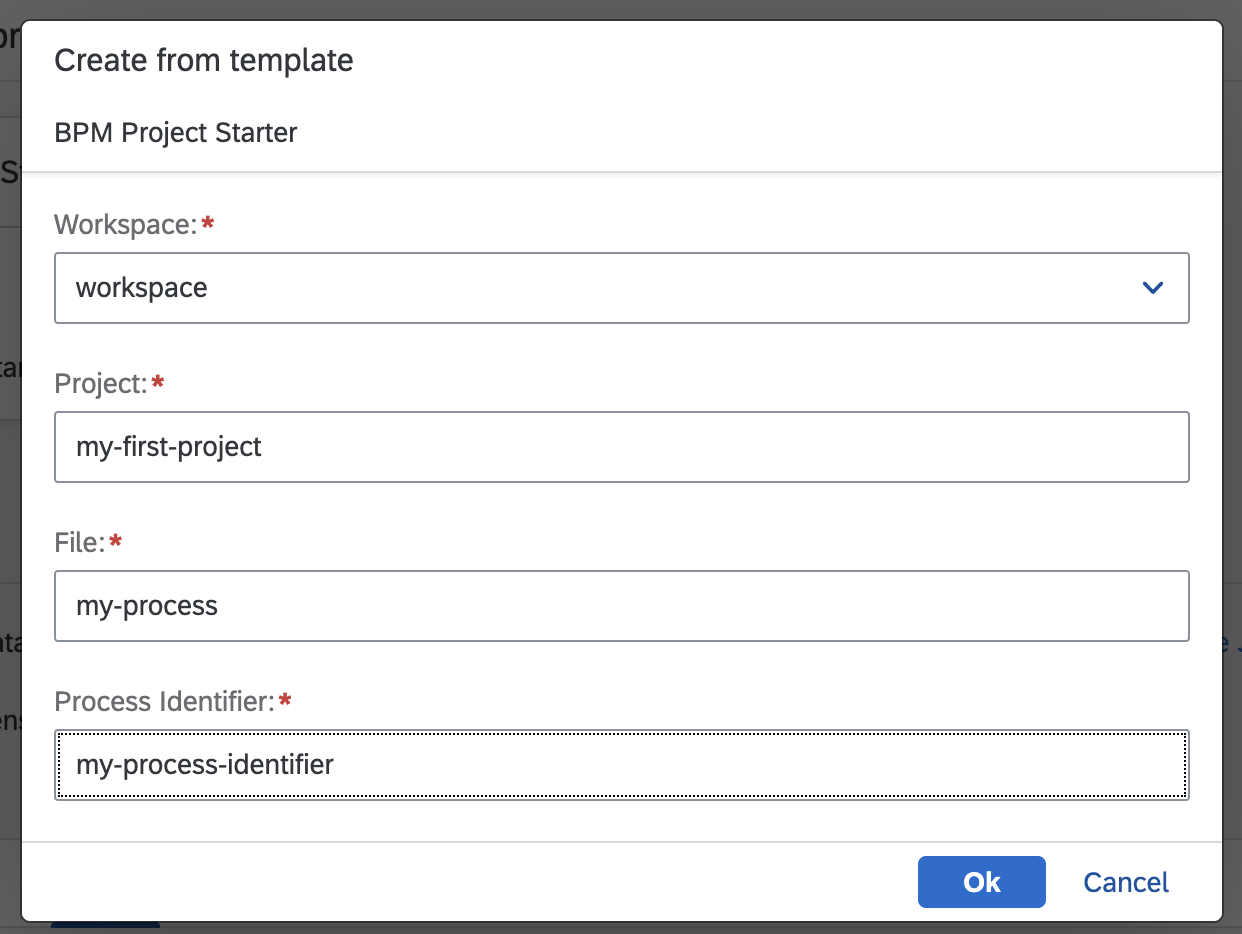 Create from template
BPM Project Starter
Workspace:*
workspace
Project:*
my-first-project
File:*
my-process
Process Identifier:*
my-process-identifier
Ok
Cancel